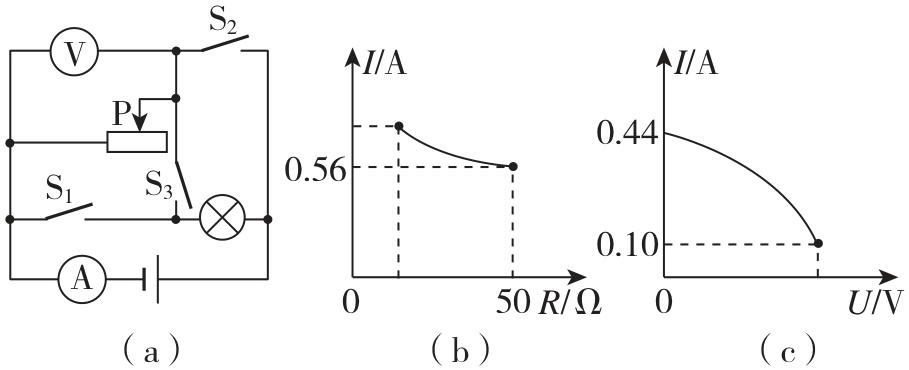 S₂
V
P
S₃
S₁
A
(a)
I/A
0.56
0
50
R/Ω
(b)
I/A
0.44
0.10
0
U/V
(c)